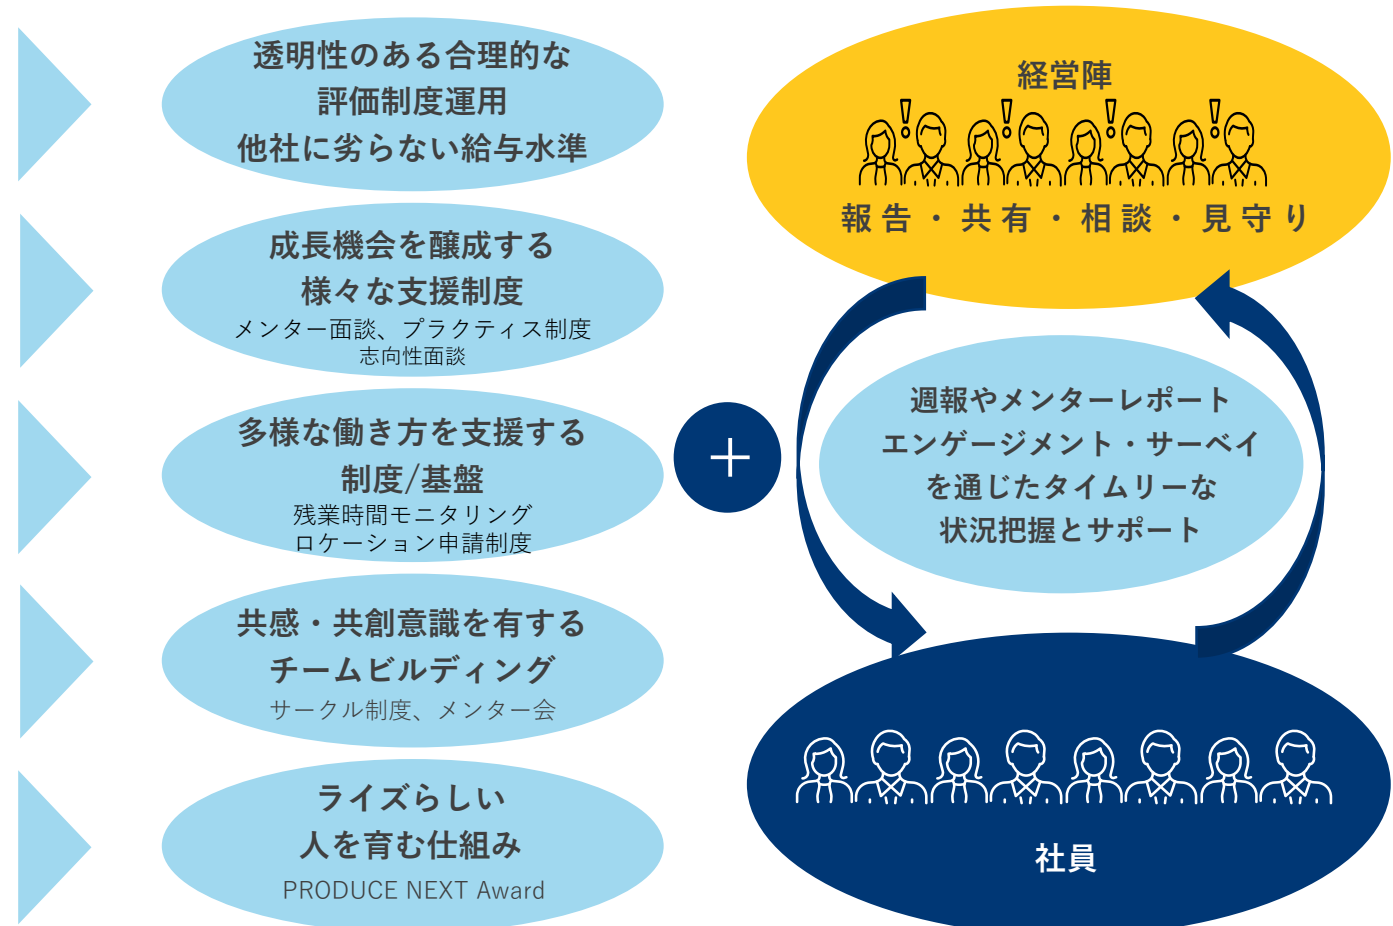 透明性のある合理的な
評価制度運用
他社に劣らない給与水準
成長機会を醸成する
様々な支援制度
メンター面談、プラクティス制度
志向性面談
多様な働き方を支援する
制度/基盤
残業時間モニタリング
ロケーション申請制度
共感・共創意識を有する
チームビルディング
サークル制度、メンター会
ライズらしい
人を育む仕組み
PRODUCE NEXT Award
＋
経営陣
! ! ! !
報告・共有・相談・見守り
週報やメンターレポート
エンゲージメント・サーベイ
を通じたタイムリーな
状況把握とサポート
社員